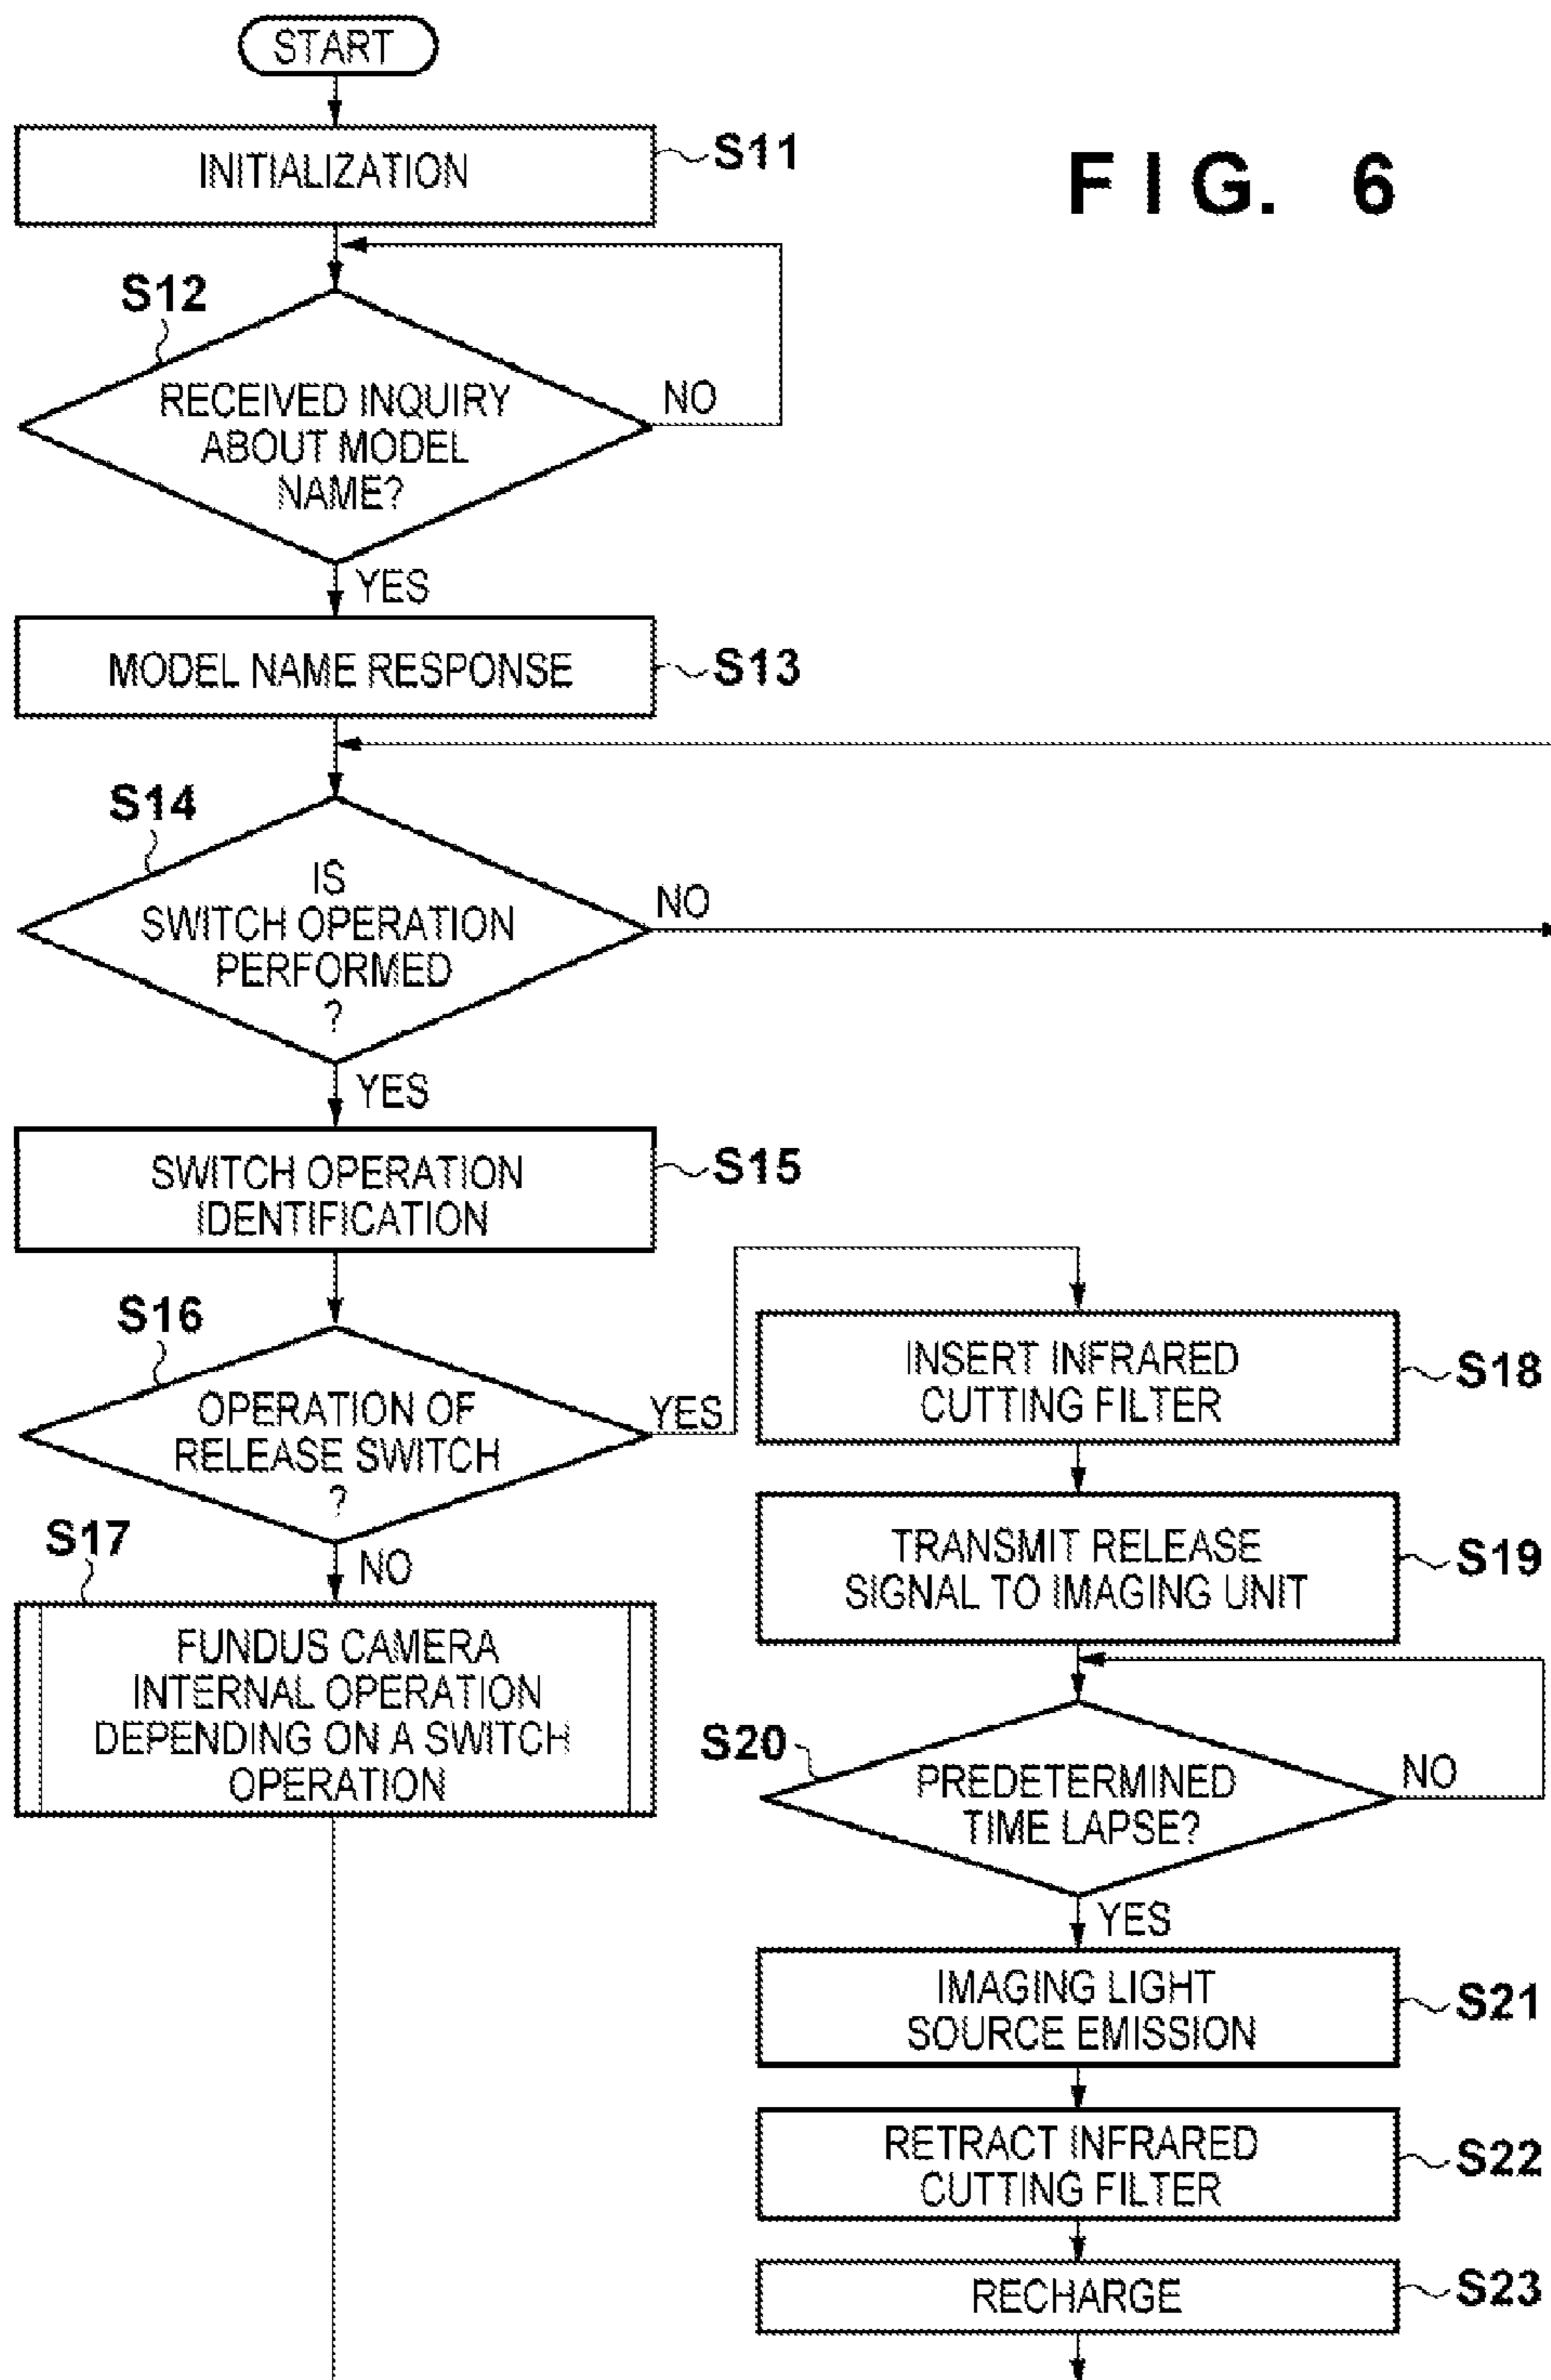 START
FIG. 6
INITIALIZATION
S11
S12
RECEIVED INQUIRY
ABOUT MODEL
NAME?
NO
YES
MODEL NAME RESPONSE
S13
S14
IS
SWITCH OPERATION
PERFORMED
?
NO
YES
SWITCH OPERATION
IDENTIFICATION
S15
S16
OPERATION OF
RELEASE SWITCH
?
YES
NO
S17
FUNDUS CAMERA
INTERNAL OPERATION
DEPENDING ON A SWITCH
OPERATION
INSERT INFRARED
CUTTING FILTER
S18
TRANSMIT RELEASE
SIGNAL TO IMAGING UNIT
S19
S20
PREDETERMINED
TIME LAPSE?
NO
YES
IMAGING LIGHT
SOURCE EMISSION
S21
RETRACT INFRARED
CUTTING FILTER
S22
RECHARGE
S23